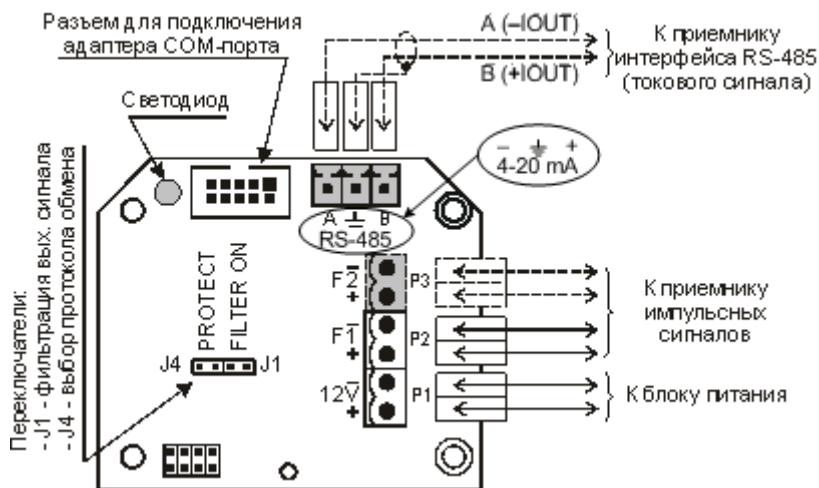 Разъем для подключения
адаптера COM-порта
Светодиод
A (–IOUT)
B (+IOUT)
К приемнику
интерфейса RS-485
(токового сигнала)
– +
4-20 mA
A B
RS-485
PROTECT
FILTER ON
J4 J1
F2
–
+
P3
F1
–
+
P2
12V
–
+
P1
К приемнику
импульсных
сигналов
К блоку питания
Переключатели:
- J1 - фильтрация вых. сигнала
- J4 - выбор протокола обмена